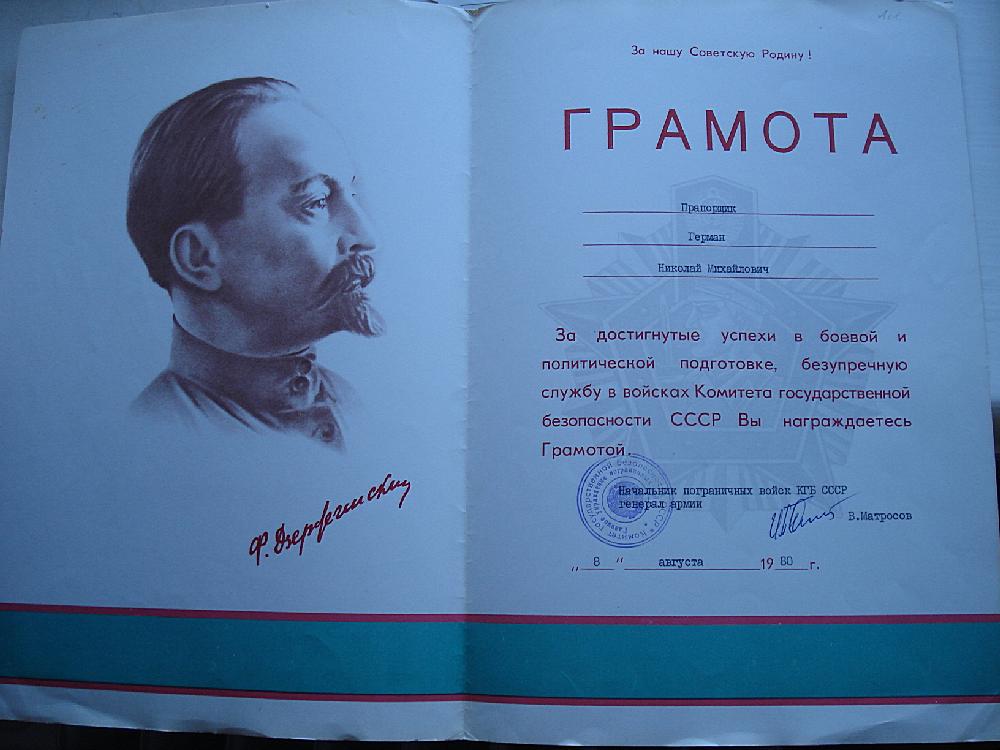 За нашу Советскую Родину!
ГРАМОТА
Прапорщик
Герман
Николай Михайлович
За достигнутые успехи в боевой и
политической подготовке, безупречную
службу в войсках Комитета государственной
безопасности СССР Вы награждаетесь
Грамотой.
Начальник пограничных войск КГБ СССР
генерал армии
В.Матросов
„ 8 " августа 1980 г.
Ф. Дзержинский